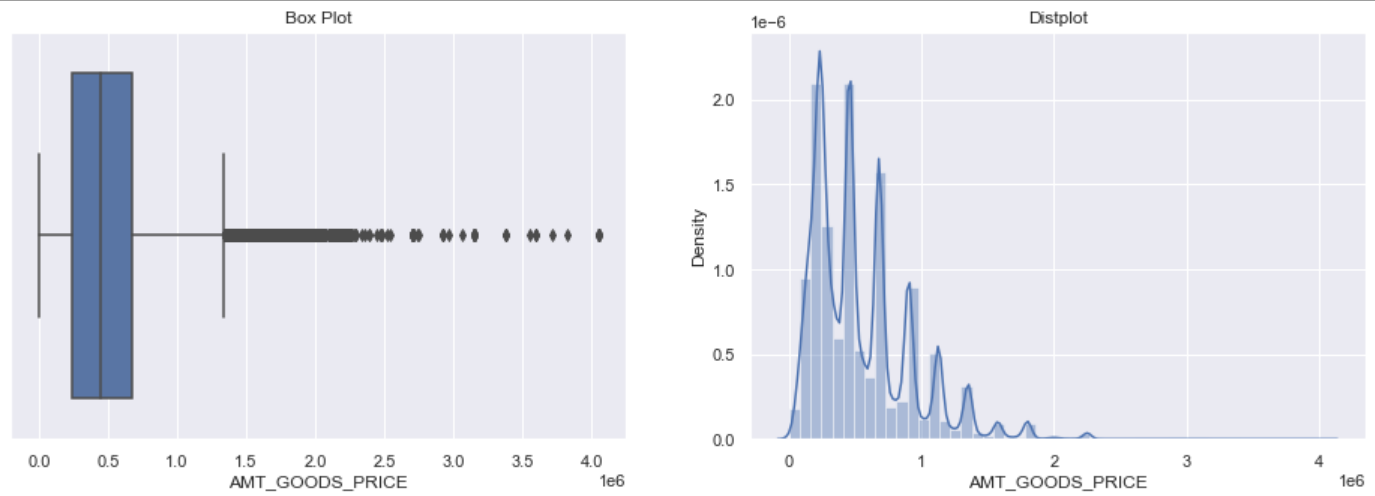 Box Plot
0.0 0.5 1.0 1.5 2.0 2.5 3.0 3.5 4.0
1e6
AMT_GOODS_PRICE
Distplot
1e−6
2.0
1.5
1.0
0.5
0.0
Density
0 1 2 3 4
1e6
AMT_GOODS_PRICE